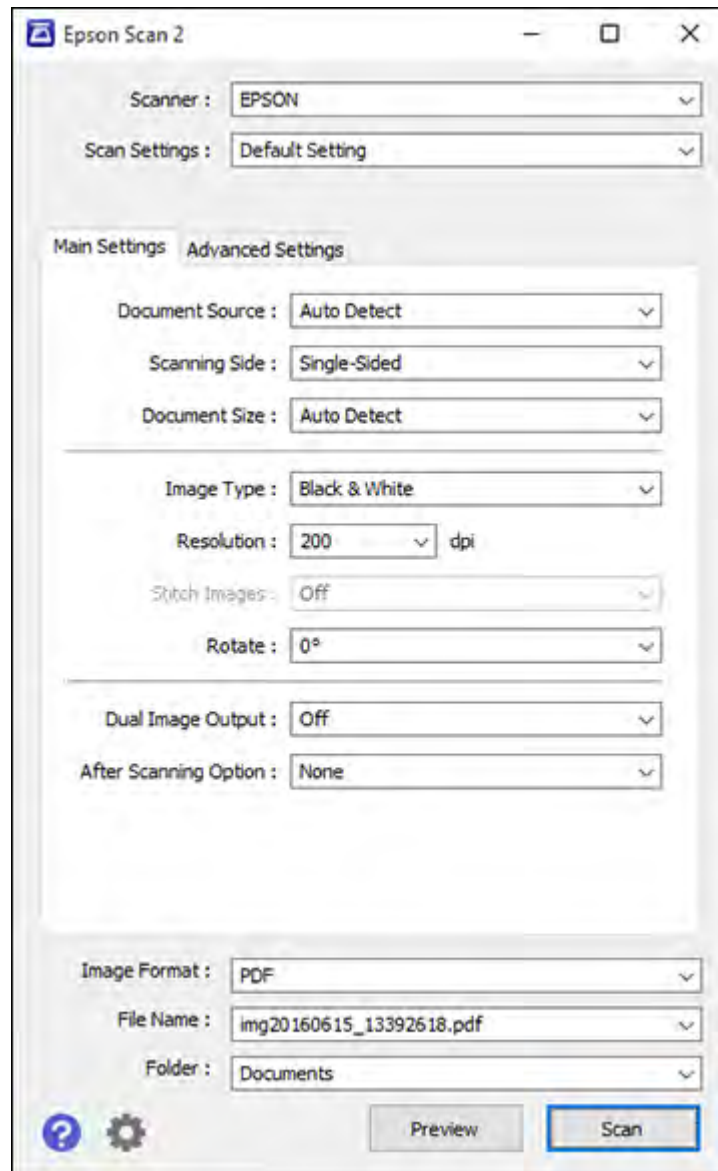 Epson Scan 2
Scanner : EPSON
Scan Settings : Default Setting
Main Settings Advanced Settings
Document Source : Auto Detect
Scanning Side : Single-Sided
Document Size : Auto Detect
Image Type : Black & White
Resolution : 200 dpi
Stitch Images : Off
Rotate : 0°
Dual Image Output : Off
After Scanning Option : None
Image Format : PDF
File Name : img20160615_13392618.pdf
Folder : Documents
? Preview Scan